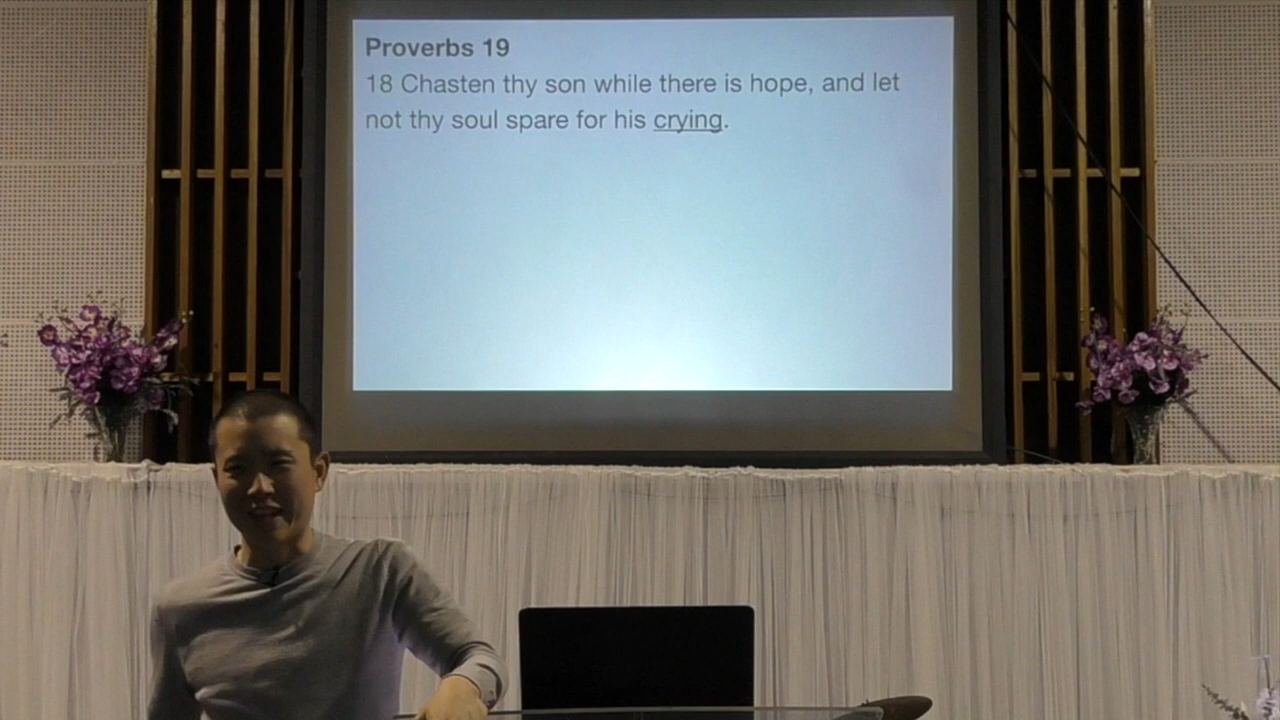 Proverbs 19
18 Chasten thy son while there is hope, and let
not thy soul spare for his crying.